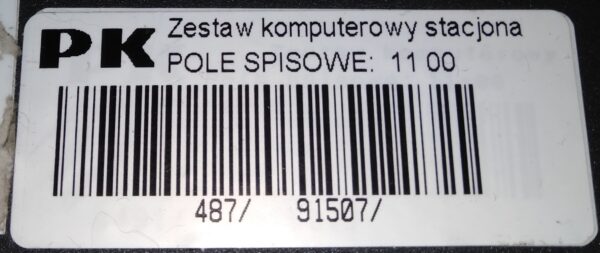 PK
Zestaw komputerowy stacjona
POLE SPISOWE: 11 00
487/ 91507/